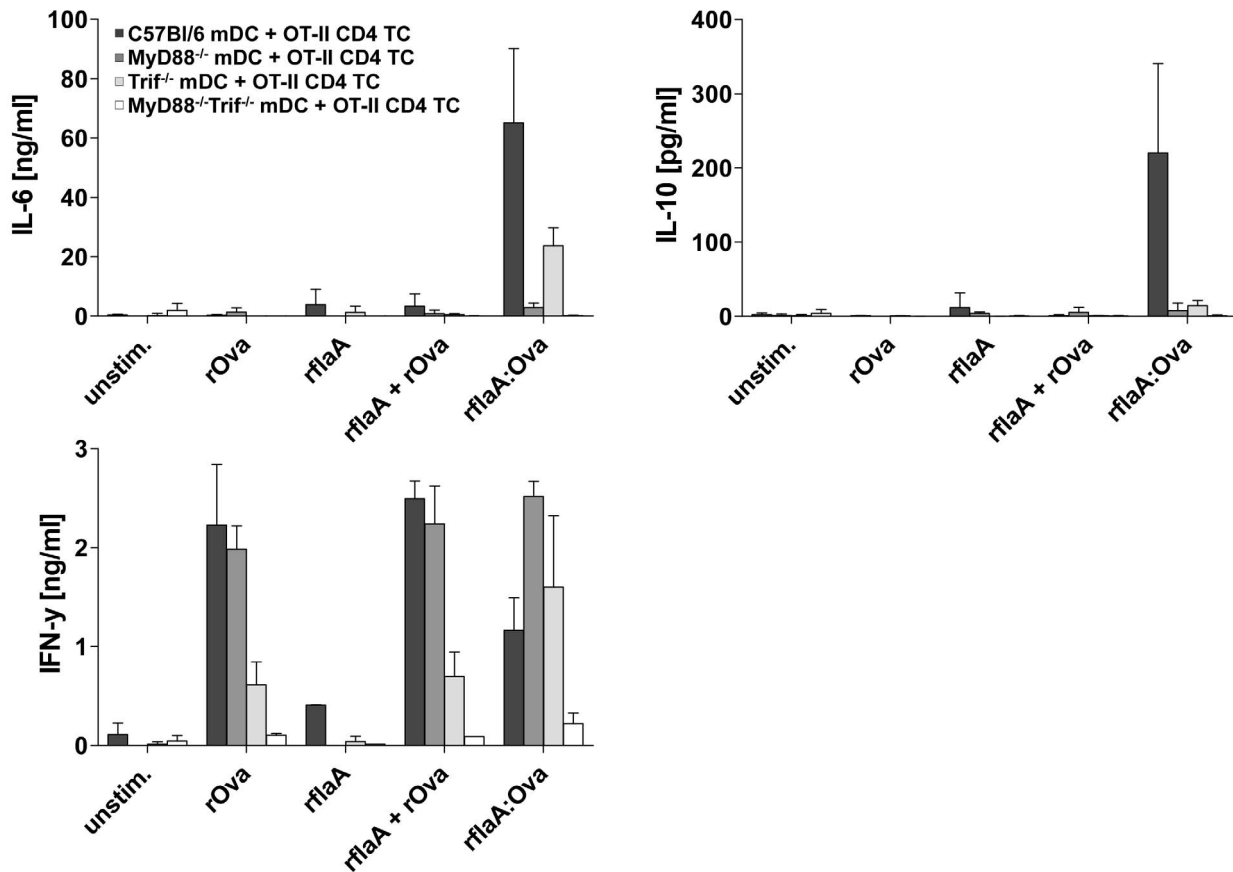 100
80
60
40
20
0
IL-6 [ng/ml]
C57Bl/6 mDC + OT-II CD4 TC
MyD88-/- mDC + OT-II CD4 TC
Trif-/- mDC + OT-II CD4 TC
MyD88-/-Trif-/- mDC + OT-II CD4 TC
unstim.
rOva
rflaA
rflaA + rOva
rflaA:Ova
400
300
200
100
0
IL-10 [pg/ml]
unstim.
rOva
rflaA
rflaA + rOva
rflaA:Ova
3
2
1
0
IFN-y [ng/ml]
unstim.
rOva
rflaA
rflaA + rOva
rflaA:Ova